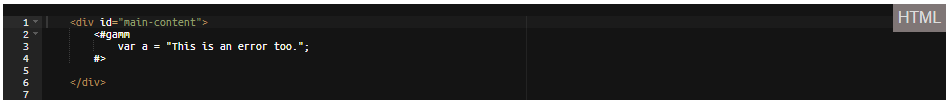 HTML
1 <div id="main-content">
2 <#gamm
3 var a = "This is an error too.";
4 #>
5
6 </div>
7